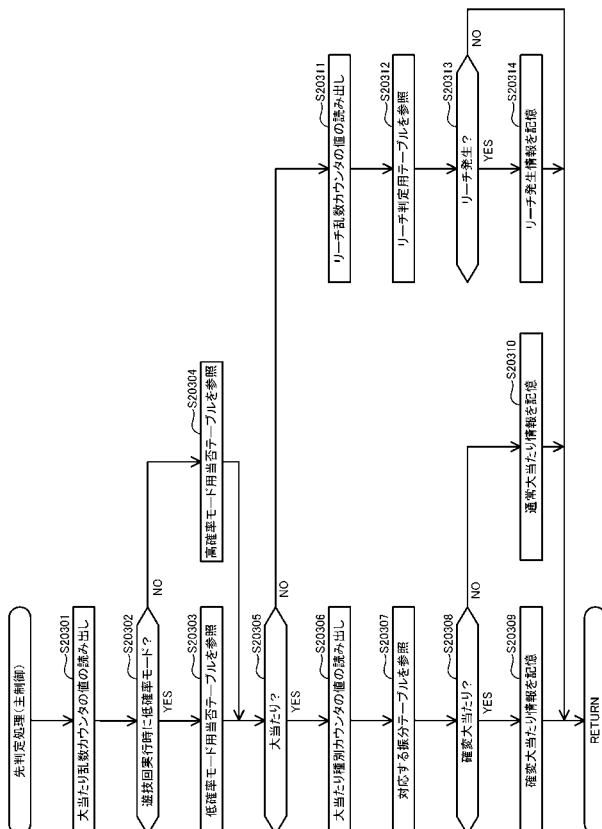 先判定処理(主制御)
S20301
大当たり乱数カウンタの値の読み出し
S20302
遊技回実行時に低確率モード?
NO
YES
S20303
低確率モード用当否テーブルを参照
S20304
高確率モード用当否テーブルを参照
S20305
大当たり?
NO
YES
S20306
大当たり種別カウンタの値の読み出し
S20307
対応する振分テーブルを参照
S20308
確変大当たり?
NO
YES
S20309
確変大当たり情報を記憶
S20310
通常大当たり情報を記憶
S20311
リーチ乱数カウンタの値の読み出し
S20312
リーチ判定用テーブルを参照
S20313
リーチ発生?
NO
YES
S20314
リーチ発生情報を記憶
RETURN